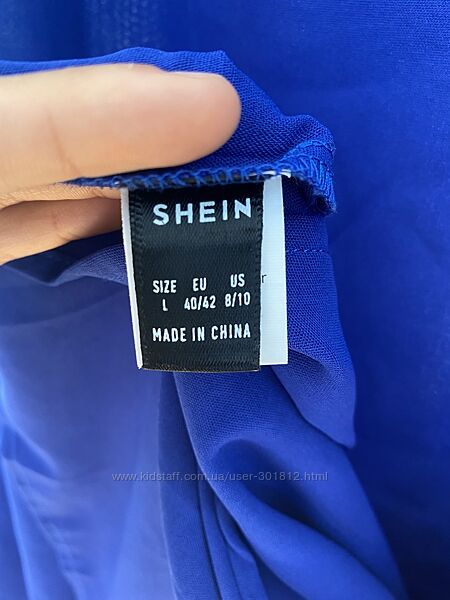 SHEIN
SIZE EU US
L 40/42 8/10
MADE IN CHINA
r
www.kidstaff.com.ua/user-301812.html